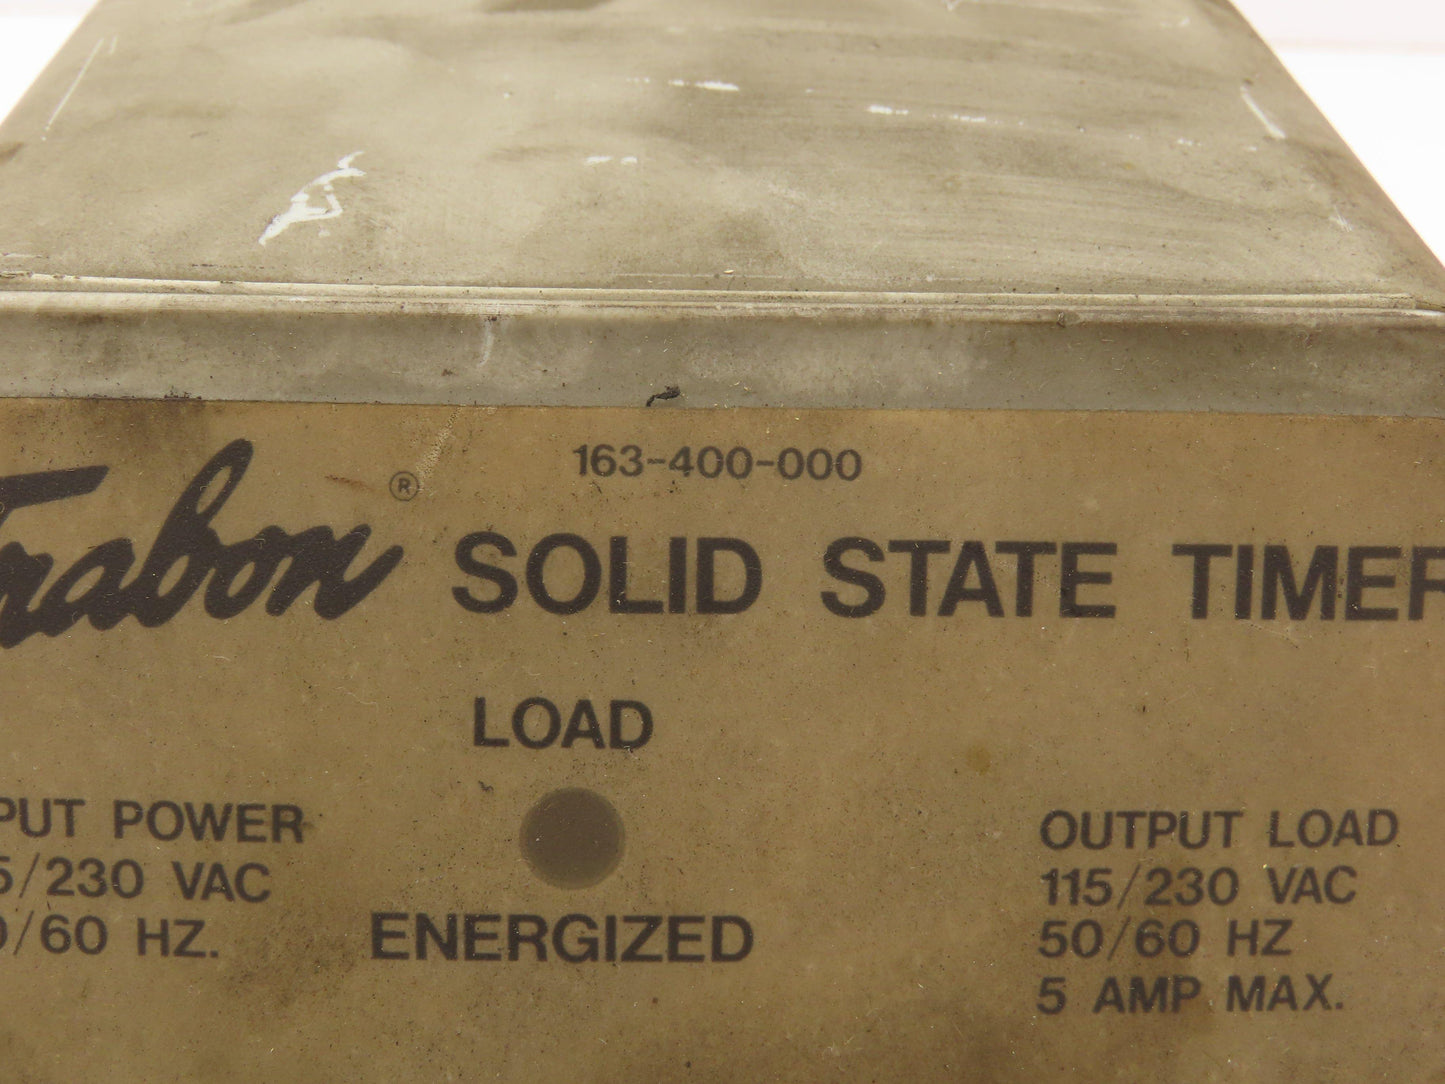 163-400-000
Trabon ® SOLID STATE TIMER
LOAD
PUT POWER
5/230 VAC
0/60 HZ.
ENERGIZED
OUTPUT LOAD
115/230 VAC
50/60 HZ
5 AMP MAX.